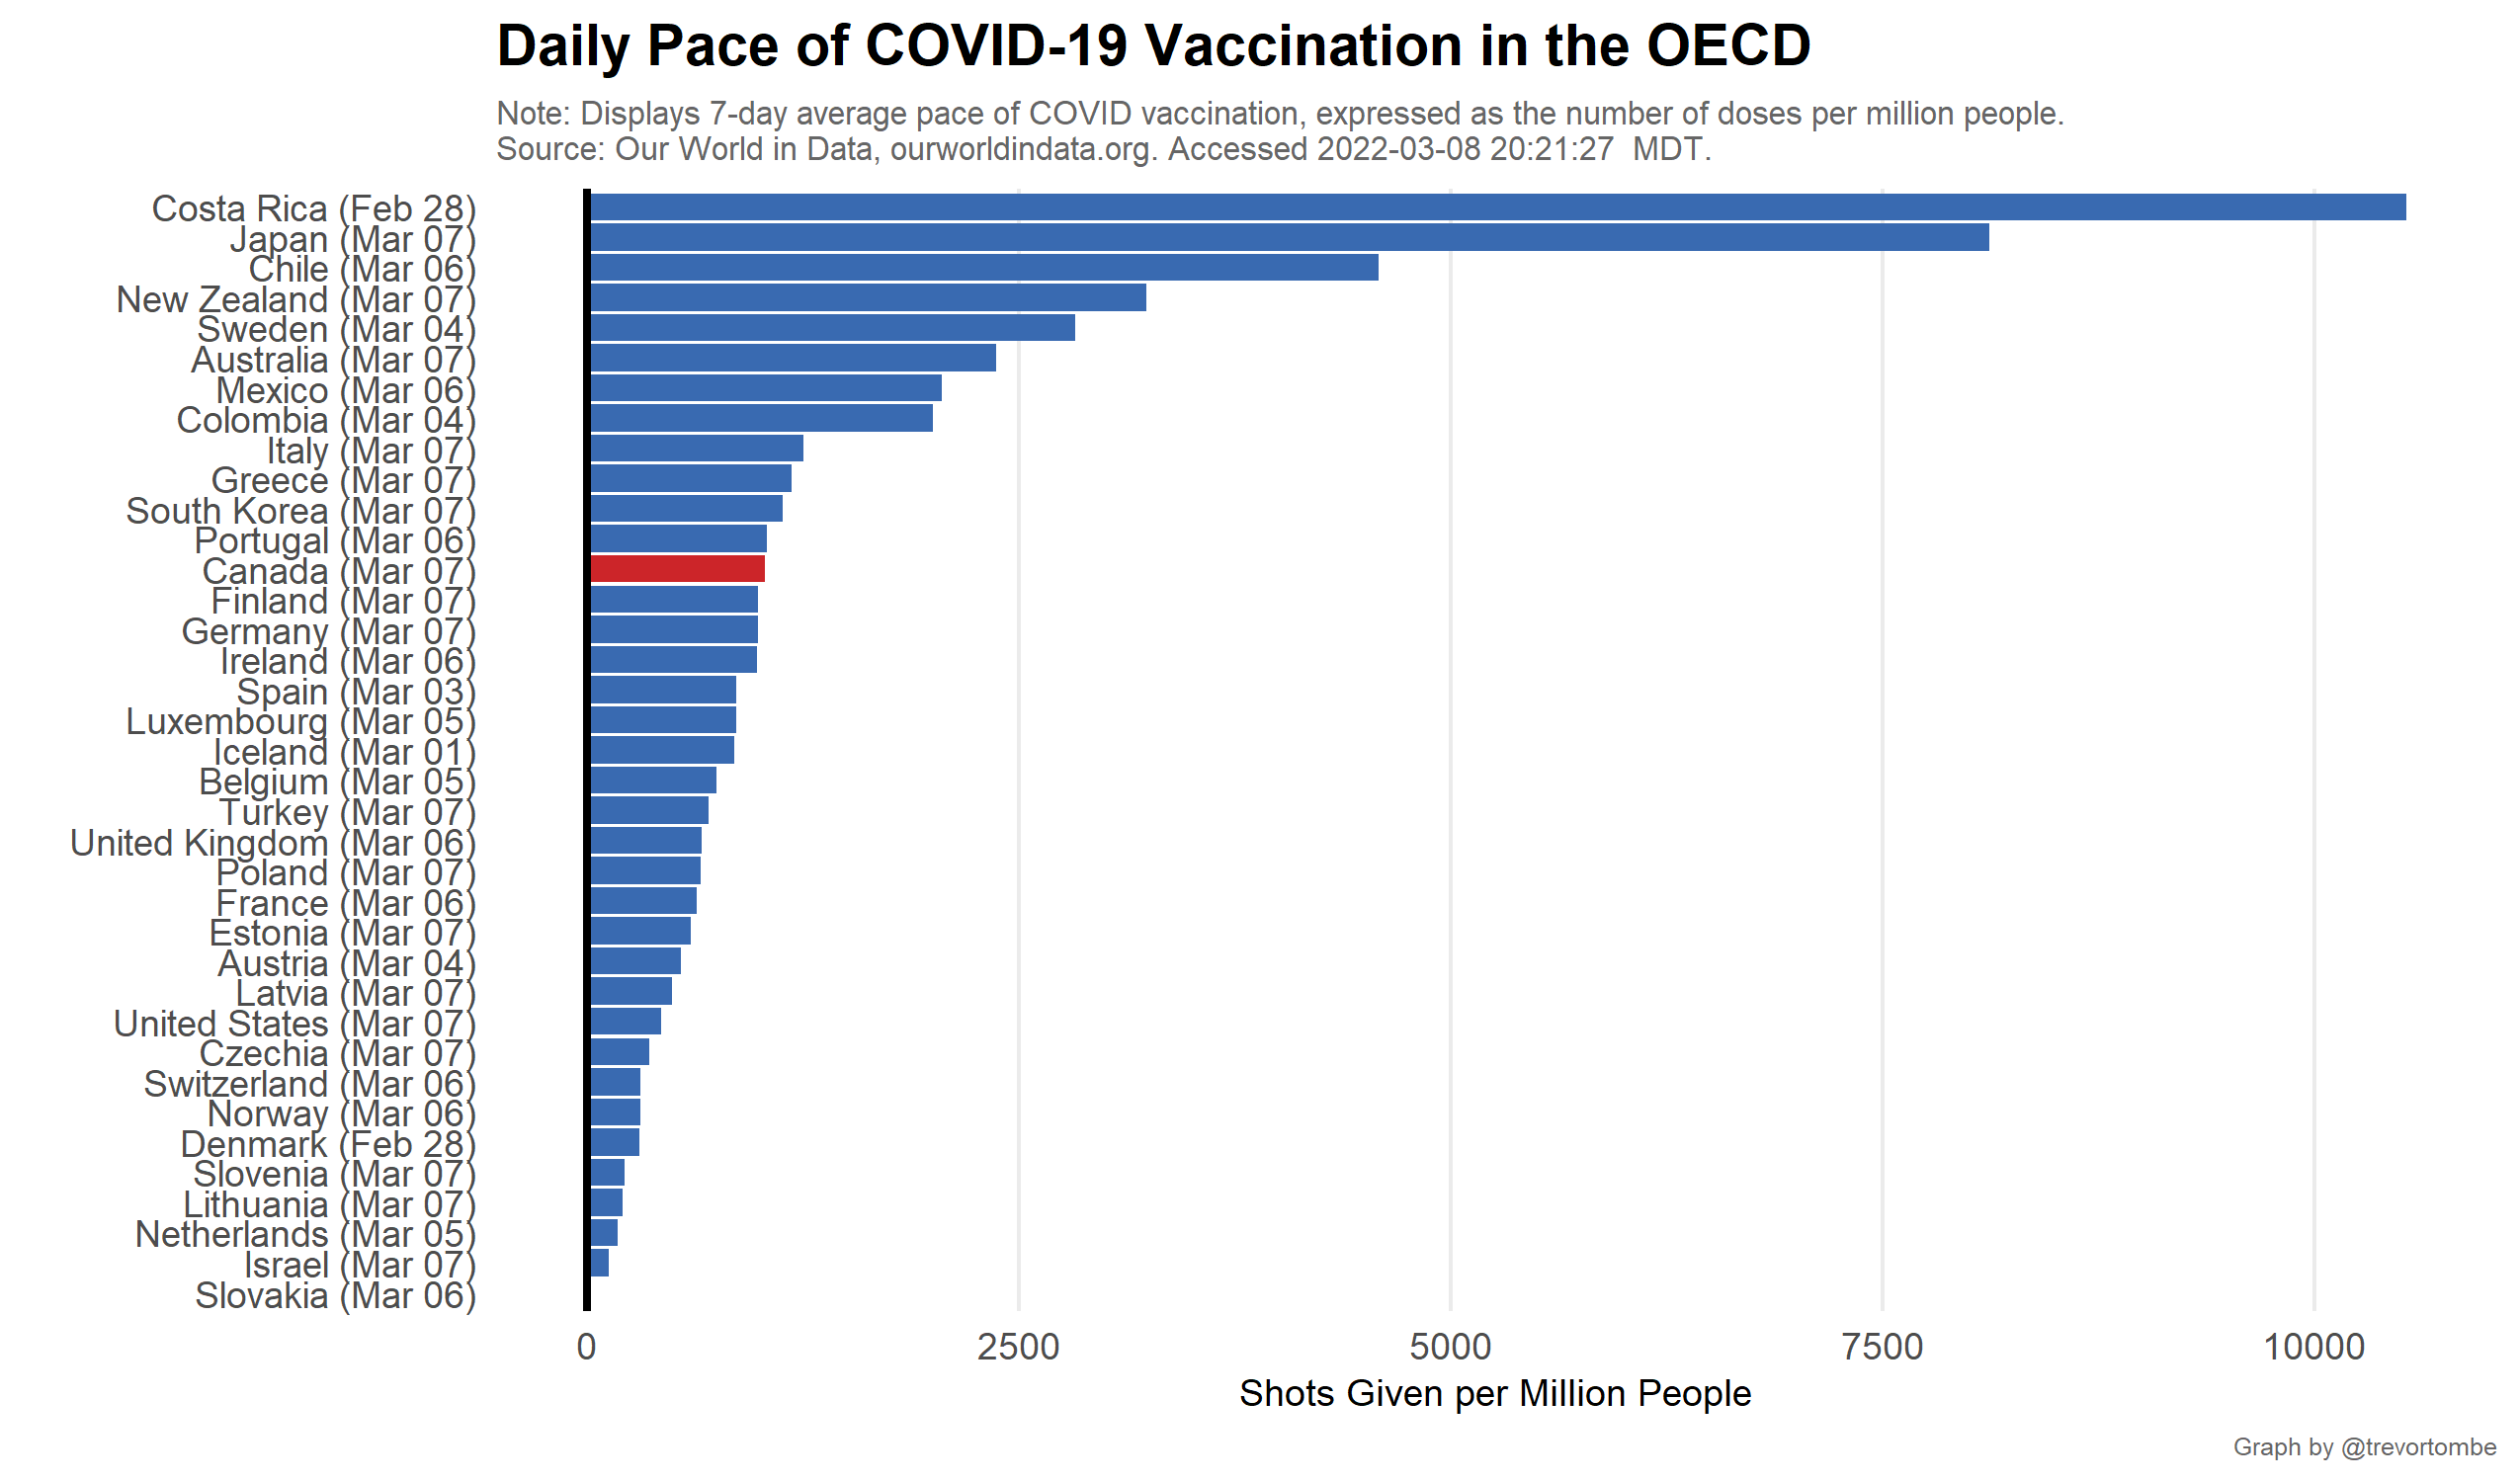 Daily Pace of COVID-19 Vaccination in the OECD
Note: Displays 7-day average pace of COVID vaccination, expressed as the number of doses per million people.
Source: Our World in Data, ourworldindata.org. Accessed 2022-03-08 20:21:27  MDT.
Costa Rica (Feb 28)
Japan (Mar 07)
Chile (Mar 06)
New Zealand (Mar 07)
Sweden (Mar 04)
Australia (Mar 07)
Mexico (Mar 06)
Colombia (Mar 04)
Italy (Mar 07)
Greece (Mar 07)
South Korea (Mar 07)
Portugal (Mar 06)
Canada (Mar 07)
Finland (Mar 07)
Germany (Mar 07)
Ireland (Mar 06)
Spain (Mar 03)
Luxembourg (Mar 05)
Iceland (Mar 01)
Belgium (Mar 05)
Turkey (Mar 07)
United Kingdom (Mar 06)
Poland (Mar 07)
France (Mar 06)
Estonia (Mar 07)
Austria (Mar 04)
Latvia (Mar 07)
United States (Mar 07)
Czechia (Mar 07)
Switzerland (Mar 06)
Norway (Mar 06)
Denmark (Feb 28)
Slovenia (Mar 07)
Lithuania (Mar 07)
Netherlands (Mar 05)
Israel (Mar 07)
Slovakia (Mar 06)
0 2500 5000 7500 10000
Shots Given per Million People
Graph by @trevortombe